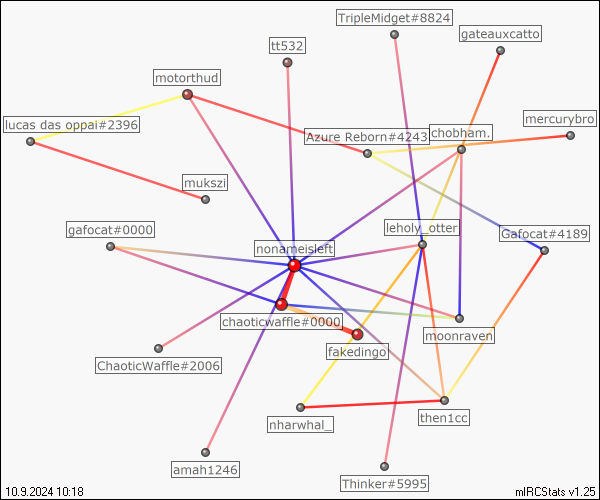 TripleMidget#8824
gateauxcatto
tt532
motorthud
mercurybro
lucas das oppai#2396
chobham.
Azure Reborn#4243
mukszi
gafocat#0000
leholy_otter
Gafocat#4189
nonameisleft
chaoticwaffle#0000
moonraven
fakedingo
ChaoticWaffle#2006
nharwhal_
then1cc
amah1246
Thinker#5995
10.9.2024 10:18
mIRCStats v1.25